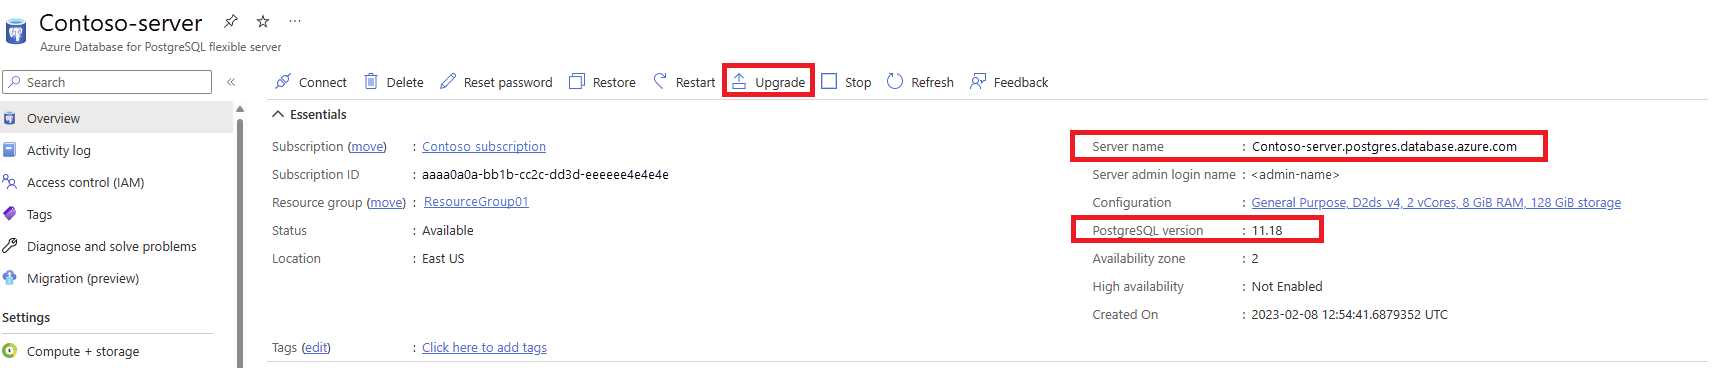 Contoso-server
Azure Database for PostgreSQL flexible server
Search
Connect Delete Reset password Restore Restart Upgrade Stop Refresh Feedback
Overview
Activity log
Access control (IAM)
Tags
Diagnose and solve problems
Migration (preview)
Settings
Compute + storage
Essentials
Subscription (move) : Contoso subscription
Subscription ID : aaaa0a0a-bb1b-cc2c-dd3d-eeeeee4e4e4e
Resource group (move) : ResourceGroup01
Status : Available
Location : East US
Server name : Contoso-server.postgres.database.azure.com
Server admin login name : <admin-name>
Configuration : General Purpose, D2ds_v4, 2 vCores, 8 GiB RAM, 128 GiB storage
PostgreSQL version : 11.18
Availability zone : 2
High availability : Not Enabled
Created On : 2023-02-08 12:54:41.6879352 UTC
Tags (edit) : Click here to add tags